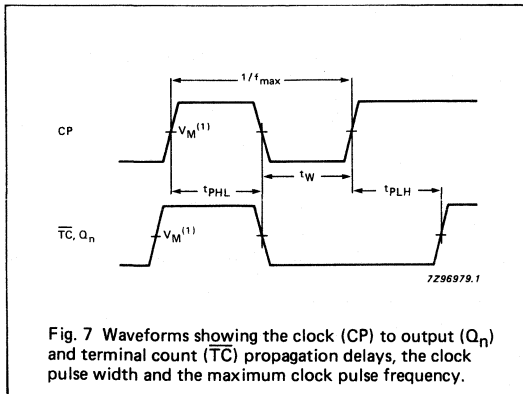 1/fmax
CP
VM(1)
tPHL
tW
tPLH
TC, Qn
VM(1)
7Z96979.1
Fig. 7 Waveforms showing the clock (CP) to output (Qn)
and terminal count (TC) propagation delays, the clock
pulse width and the maximum clock pulse frequency.